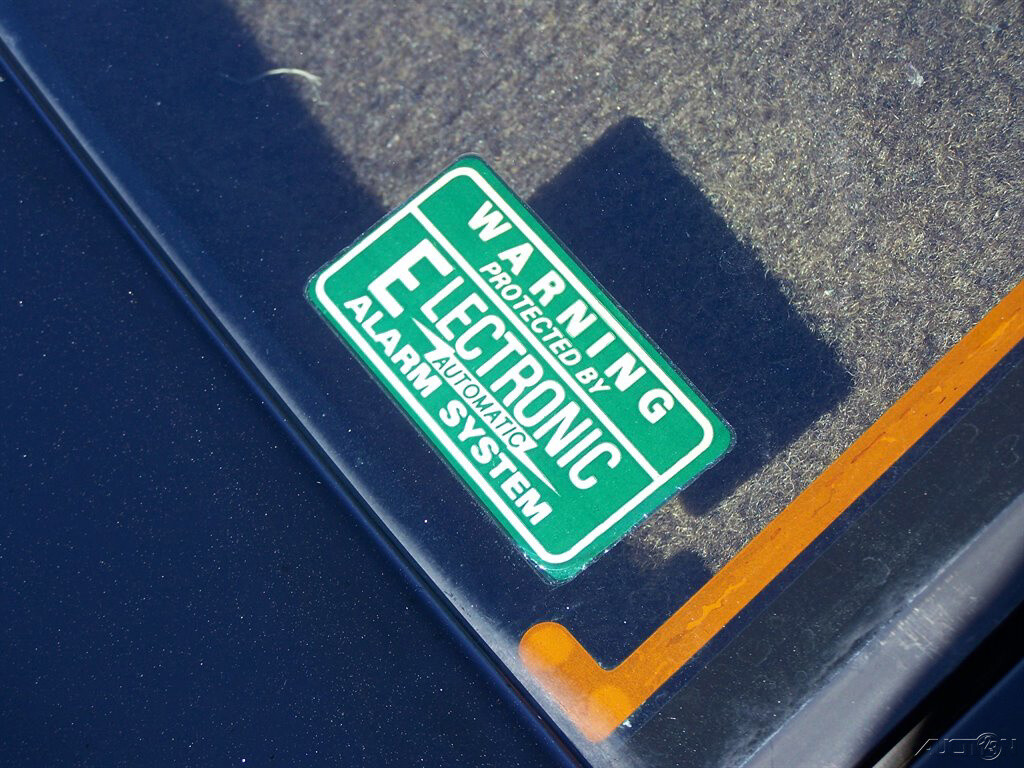 WARNING
PROTECTED BY
ELECTRONIC
AUTOMATIC
ALARM SYSTEM